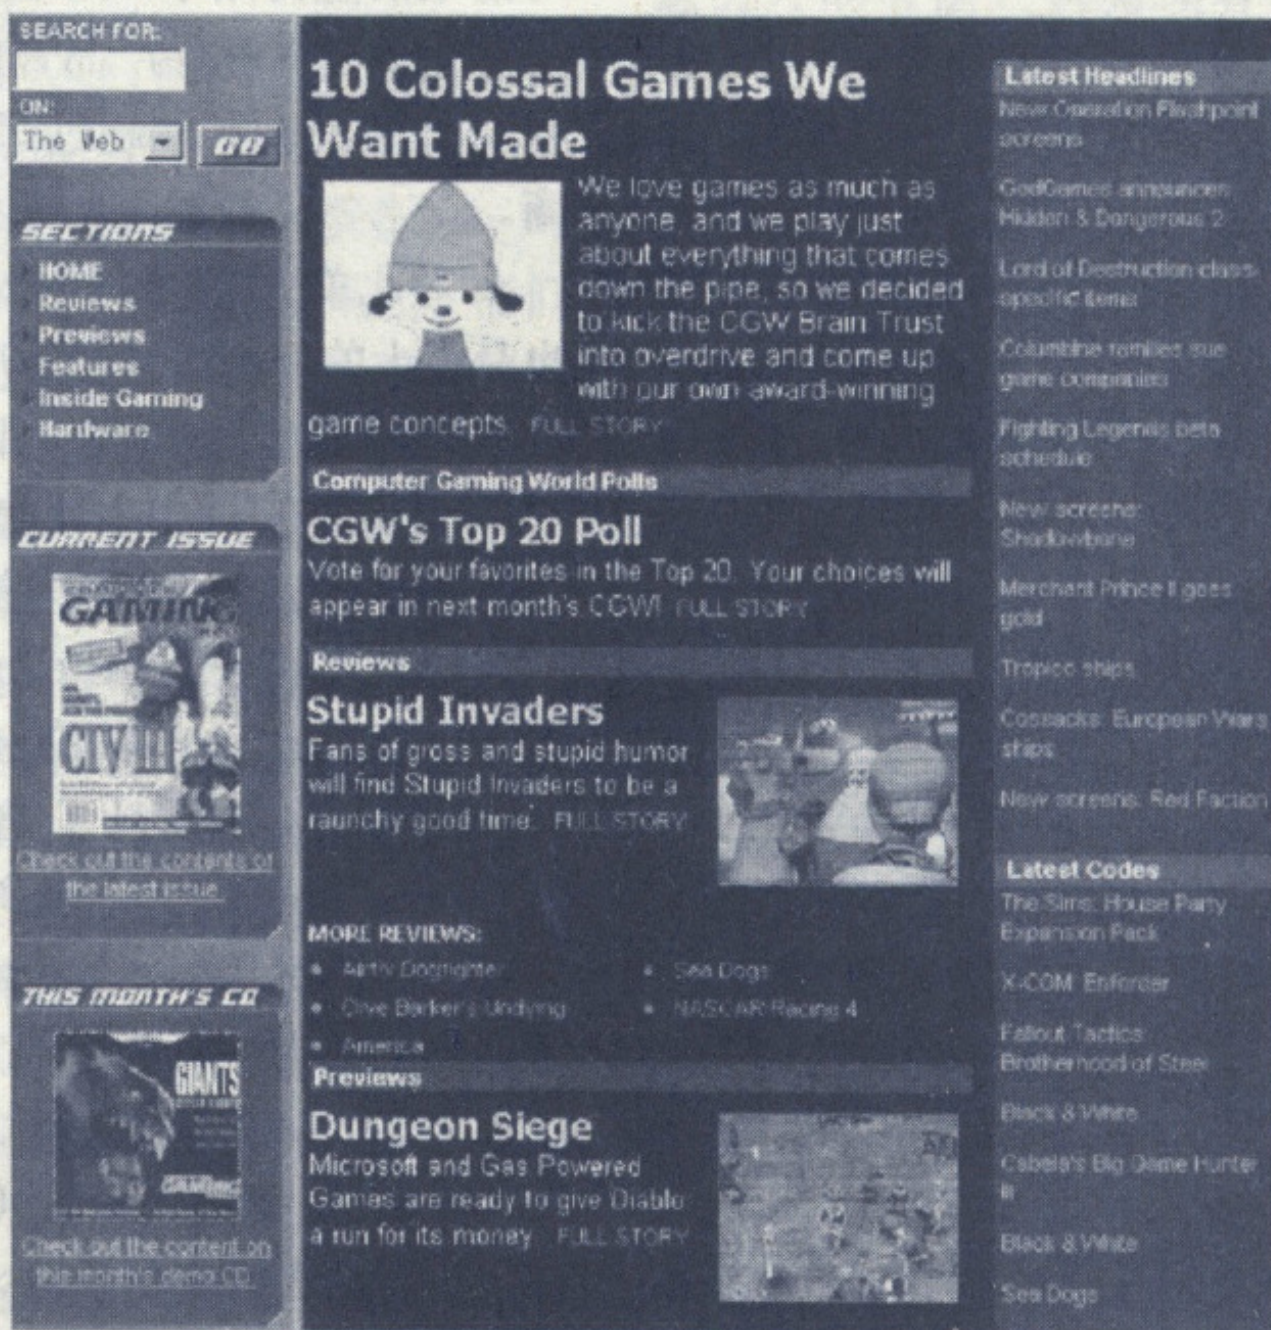 SEARCH FOR:
ON:
The Web
GO
SECTIONS
HOME
Reviews
Previews
Features
Inside Gaming
Hardware
CURRENT ISSUE
GAMING
CIV III
Check out the contents of
the latest issue.
THIS MONTH'S CD
GIANTS
GAMING
Check out the content on
this month's demo CD.
10 Colossal Games We
Want Made
We love games as much as
anyone, and we play just
about everything that comes
down the pipe, so we decided
to kick the CGW Brain Trust
into overdrive and come up
with our own award-winning
game concepts. FULL STORY
Computer Gaming World Polls
CGW's Top 20 Poll
Vote for your favorites in the Top 20. Your choices will
appear in next month's CGW! FULL STORY
Reviews
Stupid Invaders
Fans of gross and stupid humor
will find Stupid Invaders to be a
raunchy good time. FULL STORY
MORE REVIEWS:
• Airfix Dogfighter
• Sea Dogs
• Clive Barker's Undying
• NASCAR Racing 4
• America
Previews
Dungeon Siege
Microsoft and Gas Powered
Games are ready to give Diablo
a run for its money. FULL STORY
Latest Headlines
New Operation Flashpoint
screens
GodGames announces
Hidden & Dangerous 2
Lord of Destruction class-
specific items
Columbine families sue
game companies
Fighting Legends beta
schedule
New screens:
Shadowbane
Merchant Prince II goes
gold
Tropico ships
Cossacks: European Wars
ships
New screens: Red Faction
Latest Codes
The Sims: House Party
Expansion Pack
X-COM: Enforcer
Fallout Tactics:
Brotherhood of Steel
Black & White
Cabela's Big Game Hunter
Black & White
Sea Dogs